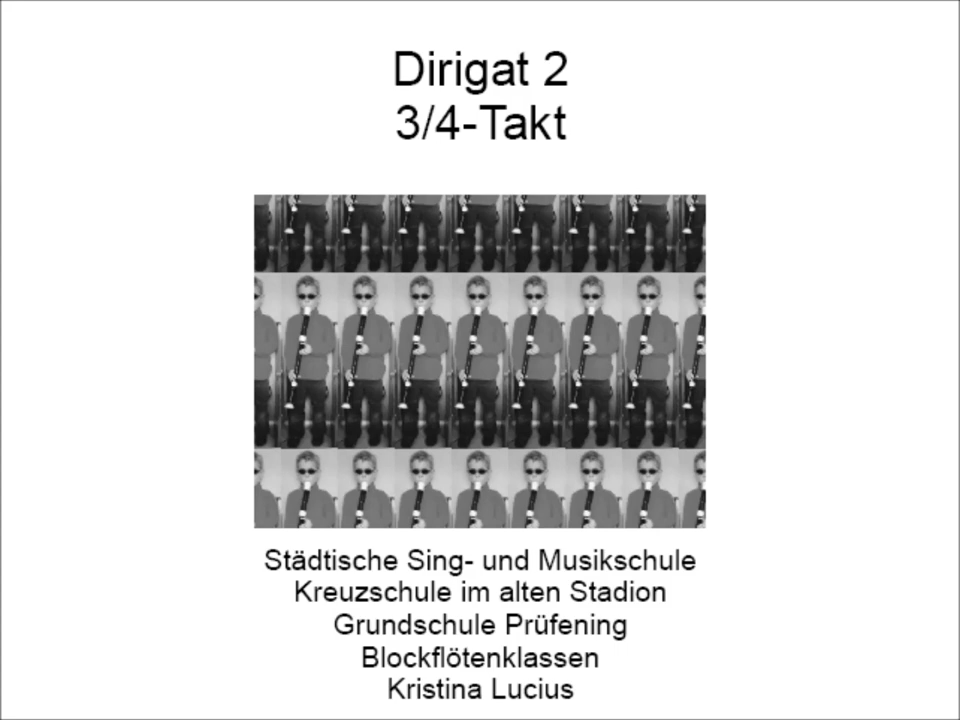 Dirigat 2
3/4-Takt
Städtische Sing- und Musikschule
Kreuzschule im alten Stadion
Grundschule Prüfening
Blockflötenklassen
Kristina Lucius